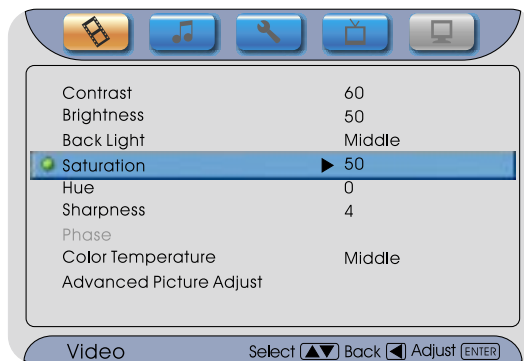 Contrast 60
Brightness 50
Back Light Middle
Saturation ▶ 50
Hue 0
Sharpness 4
Phase
Color Temperature Middle
Advanced Picture Adjust
Video Select ▲▼ Back ◀ Adjust ENTER